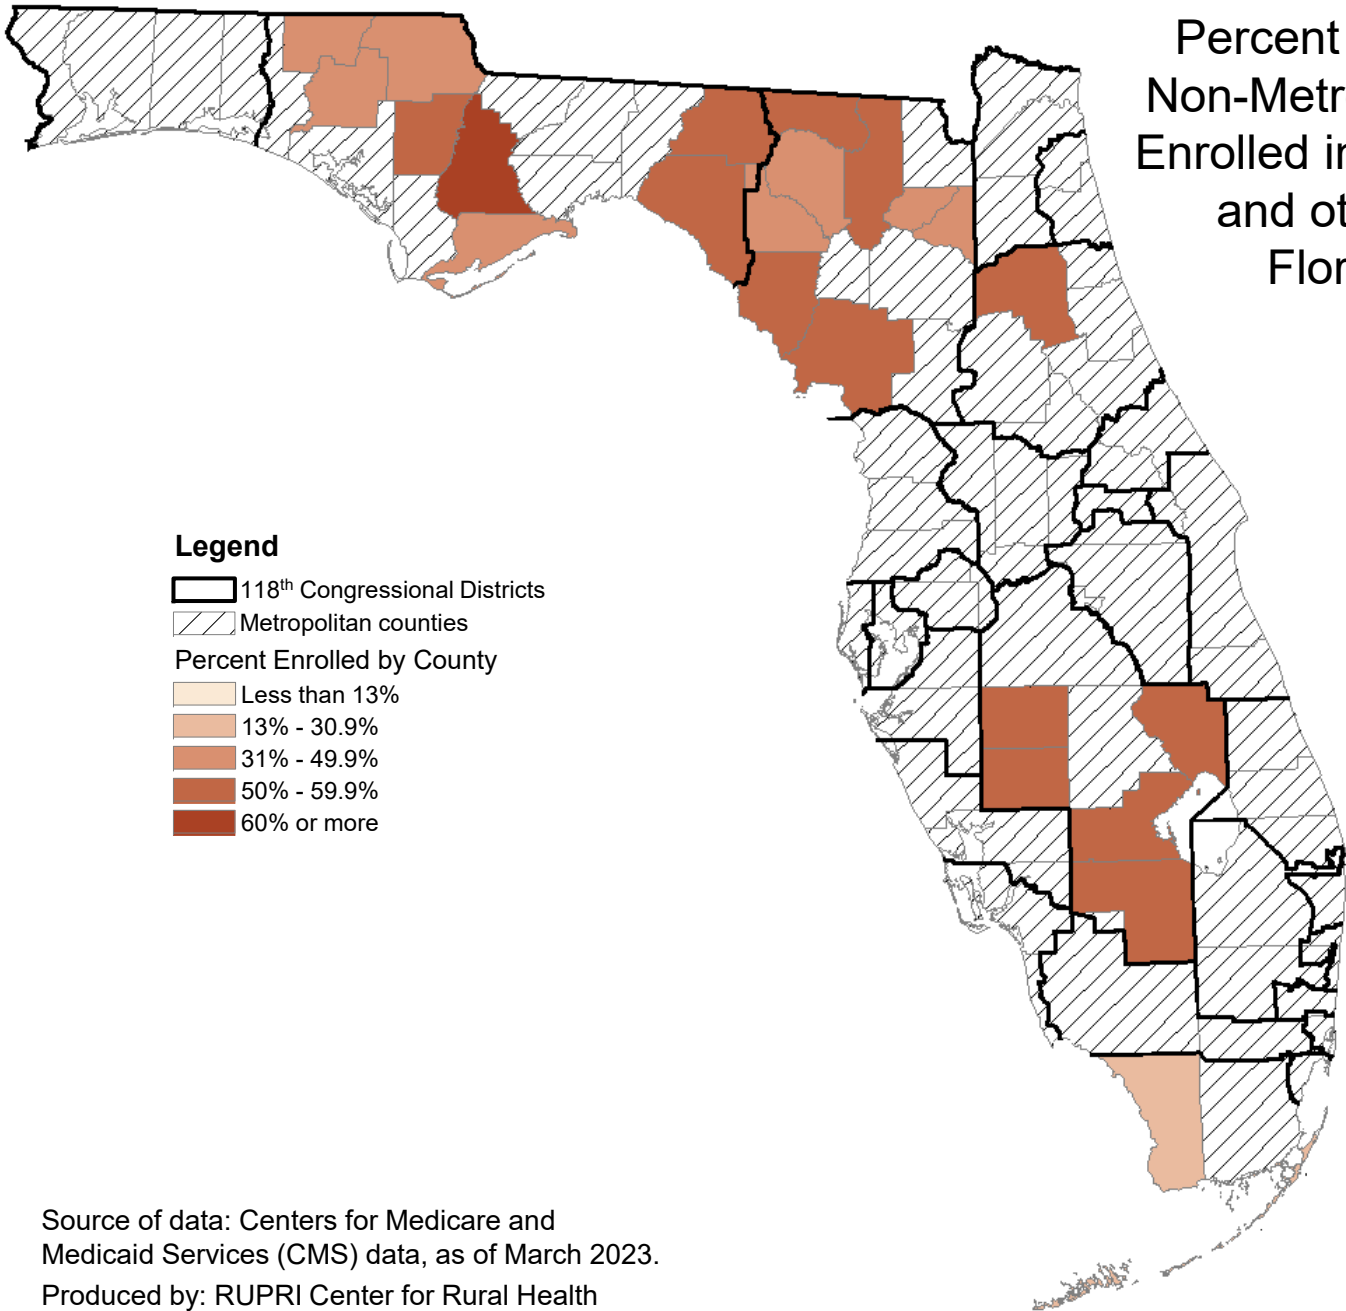 Percent
Non-Metr
Enrolled in
and ot
Flor
Legend
118th Congressional Districts
Metropolitan counties
Percent Enrolled by County
Less than 13%
13% - 30.9%
31% - 49.9%
50% - 59.9%
60% or more
Source of data: Centers for Medicare and
Medicaid Services (CMS) data, as of March 2023.
Produced by: RUPRI Center for Rural Health